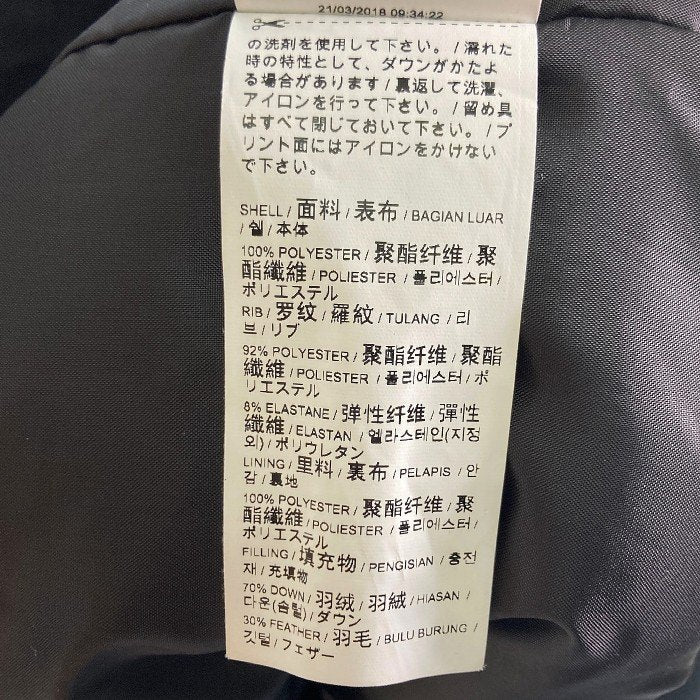 21/03/2018 09:34:22
の洗剤を使用して下さい。/ 濡れた
時の特性として、ダウンがかたよ
る場合があります / 裏返して洗濯、
アイロンを行って下さい。/ 留め具
はすべて閉じておいて下さい。/ プ
リント面にはアイロンをかけない
で下さい。
SHELL / 面料 / 表布 / BAGIAN LUAR
/ 쉘 / 本体
100% POLYESTER / 聚酯纤维 / 聚
酯纖維 / POLIESTER / 폴리에스터 /
ポリエステル
RIB / 罗纹 / 羅紋 / TULANG / 리
브 / リブ
92% POLYESTER / 聚酯纤维 / 聚酯
纖維 / POLIESTER / 폴리에스터 / ポ
リエステル
8% ELASTANE / 弹性纤维 / 彈性
纖維 / ELASTAN / 엘라스테인(지정
외) / ポリウレタン
LINING / 里料 / 裏布 / PELAPIS / 안
감 / 裏地
100% POLYESTER / 聚酯纤维 / 聚
酯纖維 / POLIESTER / 폴리에스터 /
ポリエステル
FILLING / 填充物 / PENGISIAN / 충전
재 / 充填物
70% DOWN / 羽绒 / 羽絨 / HIASAN /
다운(솜털) / ダウン
30% FEATHER / 羽毛 / BULU BURUNG /
깃털 / フェザー